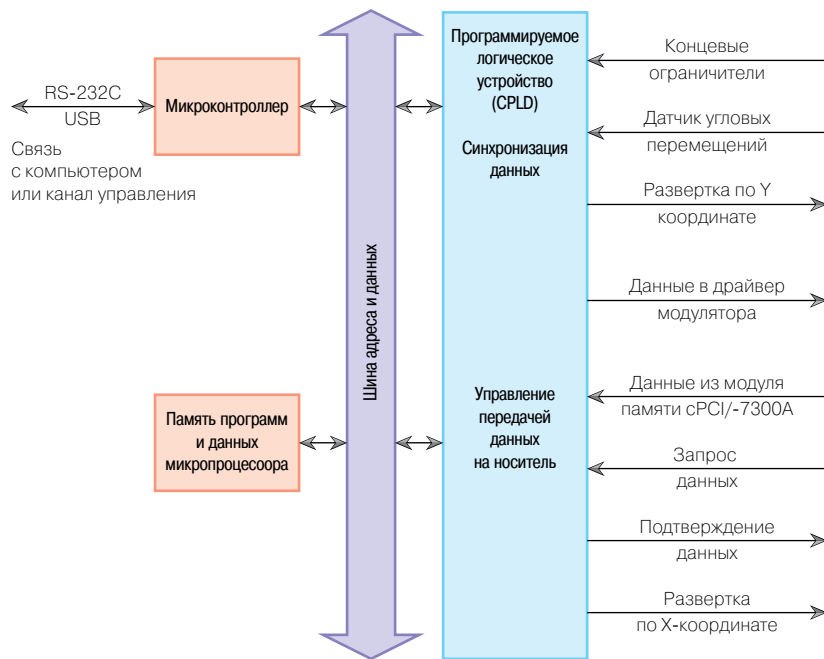 RS-232C
USB
Связь
с компьютером
или канал управления
Микроконтроллер
Память программ
и данных
микропроцесоора
Шина адреса и данных
Программируемое
логическое
устройство
(CPLD)
Синхронизация
данных
Управление
передачей
данных
на носитель
Концевые
ограничители
Датчик угловых
перемещений
Развертка по Y
координате
Данные в драйвер
модулятора
Данные из модуля
памяти cPCI/-7300A
Запрос
данных
Подтверждение
данных
Развертка
по X-координате